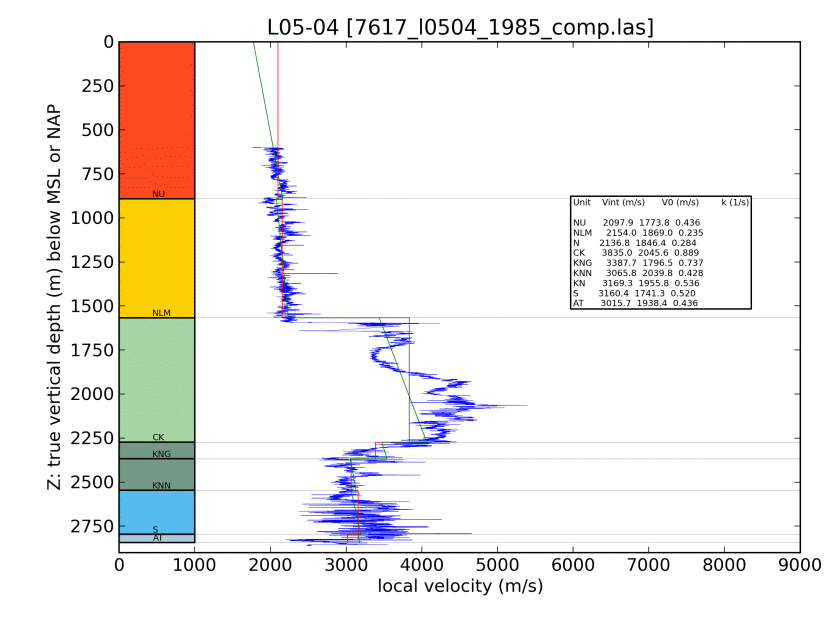 L05-04 [7617_l0504_1985_comp.las]
Z: true vertical depth (m) below MSL or NAP
0
250
500
750
1000
1250
1500
1750
2000
2250
2500
2750
NU
NLM
CK
KNG
KNN
S
AT
Unit Vint (m/s) V0 (m/s) k (1/s)
NU 2097.9 1773.8 0.436
NLM 2154.0 1869.0 0.235
N 2136.8 1846.4 0.284
CK 3835.0 2045.6 0.889
KNG 3387.7 1796.5 0.737
KNN 3065.8 2039.8 0.428
KN 3169.3 1955.8 0.536
S 3160.4 1741.3 0.520
AT 3015.7 1938.4 0.436
0 1000 2000 3000 4000 5000 6000 7000 8000 9000
local velocity (m/s)